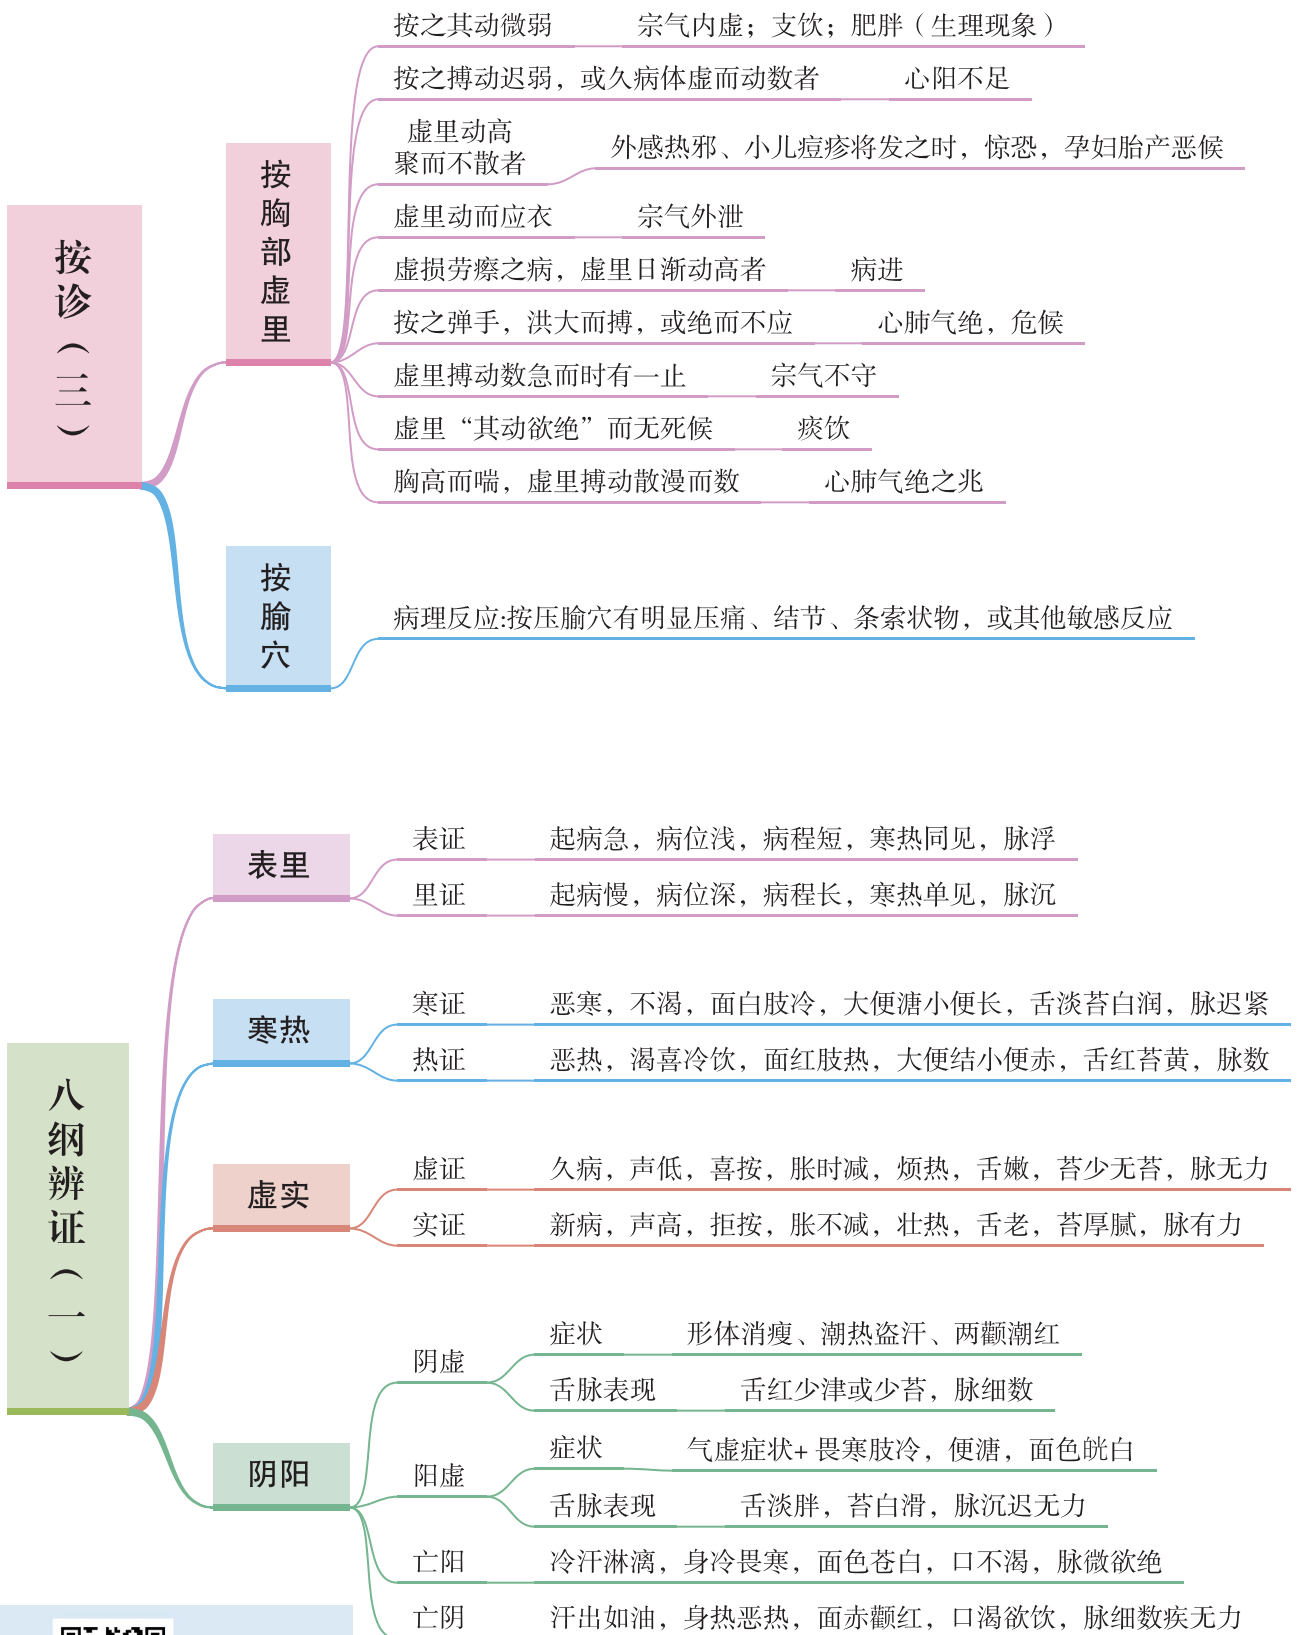 按诊（三）
按胸部虚里
按之其动微弱 宗气内虚；支饮；肥胖（生理现象）
按之搏动迟弱，或久病体虚而动数者 心阳不足
虚里动高
聚而不散者 外感热邪、小儿痘疹将发之时，惊恐，孕妇胎产恶候
虚里动而应衣 宗气外泄
虚损劳瘵之病，虚里日渐动高者 病进
按之弹手，洪大而搏，或绝而不应 心肺气绝，危候
虚里搏动数急而时有一止 宗气不守
虚里“其动欲绝”而无死候 痰饮
胸高而喘，虚里搏动散漫而数 心肺气绝之兆
按腧穴
病理反应:按压腧穴有明显压痛、结节、条索状物，或其他敏感反应
八纲辨证（一）
表里
表证 起病急，病位浅，病程短，寒热同见，脉浮
里证 起病慢，病位深，病程长，寒热单见，脉沉
寒热
寒证 恶寒，不渴，面白肢冷，大便溏小便长，舌淡苔白润，脉迟紧
热证 恶热，渴喜冷饮，面红肢热，大便结小便赤，舌红苔黄，脉数
虚实
虚证 久病，声低，喜按，胀时减，烦热，舌嫩，苔少无苔，脉无力
实证 新病，声高，拒按，胀不减，壮热，舌老，苔厚腻，脉有力
阴阳
阴虚
症状 形体消瘦、潮热盗汗、两颧潮红
舌脉表现 舌红少津或少苔，脉细数
阳虚
症状 气虚症状+ 畏寒肢冷，便溏，面色㿠白
舌脉表现 舌淡胖，苔白滑，脉沉迟无力
亡阳 冷汗淋漓，身冷畏寒，面色苍白，口不渴，脉微欲绝
亡阴 汗出如油，身热恶热，面赤颧红，口渴欲饮，脉细数疾无力